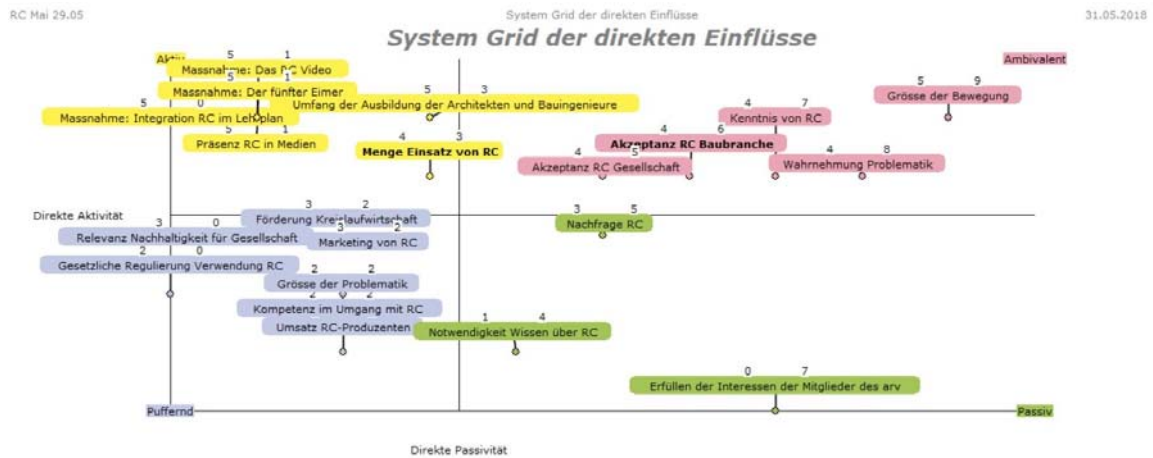 RC Mai 29.05
System Grid der direkten Einflüsse
31.05.2018
System Grid der direkten Einflüsse
Aktiv
Ambivalent
5 1
Massnahme: Das RC Video
5 1
Massnahme: Der fünfter Eimer
5 3
Umfang der Ausbildung der Architekten und Bauingenieure
5 9
Grösse der Bewegung
5 0
Massnahme: Integration RC im Lehrplan
4 7
Kenntnis von RC
5 1
Präsenz RC in Medien
4 3
Menge Einsatz von RC
4 6
Akzeptanz RC Baubranche
4 5
Akzeptanz RC Gesellschaft
4 8
Wahrnehmung Problematik
Direkte Aktivität
3 2
Förderung Kreislaufwirtschaft
3 5
Nachfrage RC
3 0
Relevanz Nachhaltigkeit für Gesellschaft
3 2
Marketing von RC
2 0
Gesetzliche Regulierung Verwendung RC
2 2
Grösse der Problematik
2 2
Kompetenz im Umgang mit RC
Umsatz RC-Produzenten
1 4
Notwendigkeit Wissen über RC
0 7
Erfüllen der Interessen der Mitglieder des arv
Puffernd
Passiv
Direkte Passivität